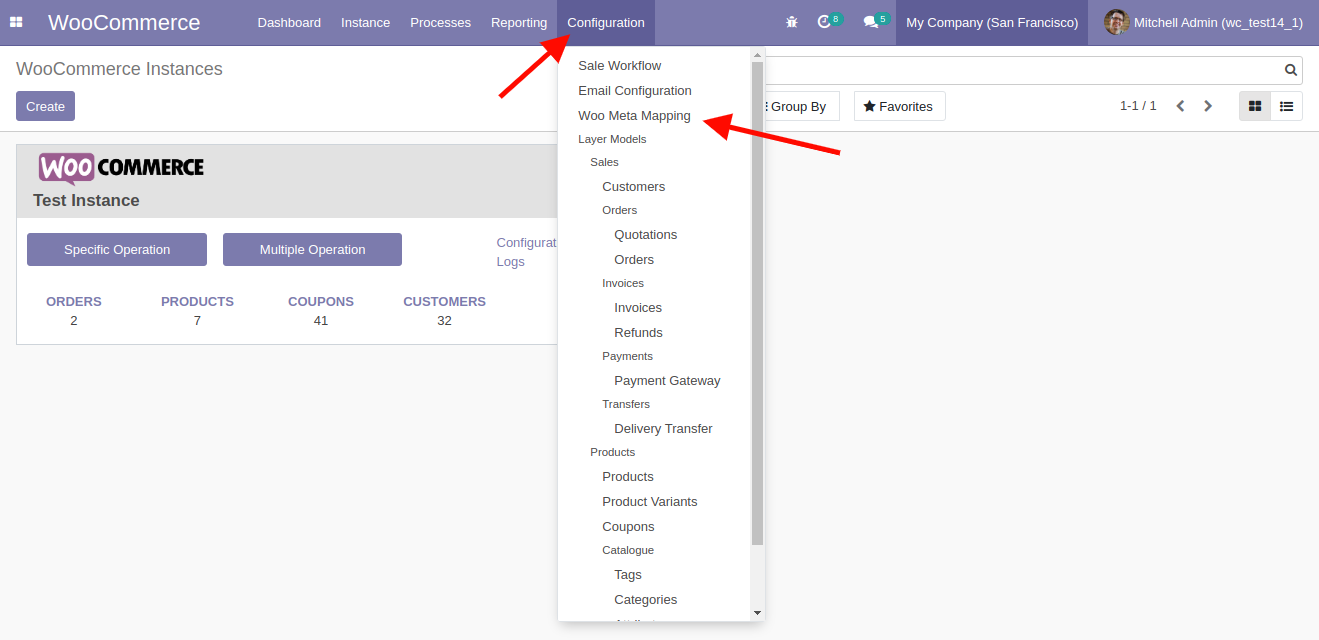 WooCommerce Dashboard Instance Processes Reporting Configuration 8 5 My Company (San Francisco) Mitchell Admin (wc_test14_1)
WooCommerce Instances
Create
Group By Favorites 1-1 / 1
WOO COMMERCE
Test Instance
Specific Operation Multiple Operation
Configurat
Logs
ORDERS PRODUCTS COUPONS CUSTOMERS
2 7 41 32
Sale Workflow
Email Configuration
Woo Meta Mapping
Layer Models
Sales
Customers
Orders
Quotations
Orders
Invoices
Invoices
Refunds
Payments
Payment Gateway
Transfers
Delivery Transfer
Products
Products
Product Variants
Coupons
Catalogue
Tags
Categories